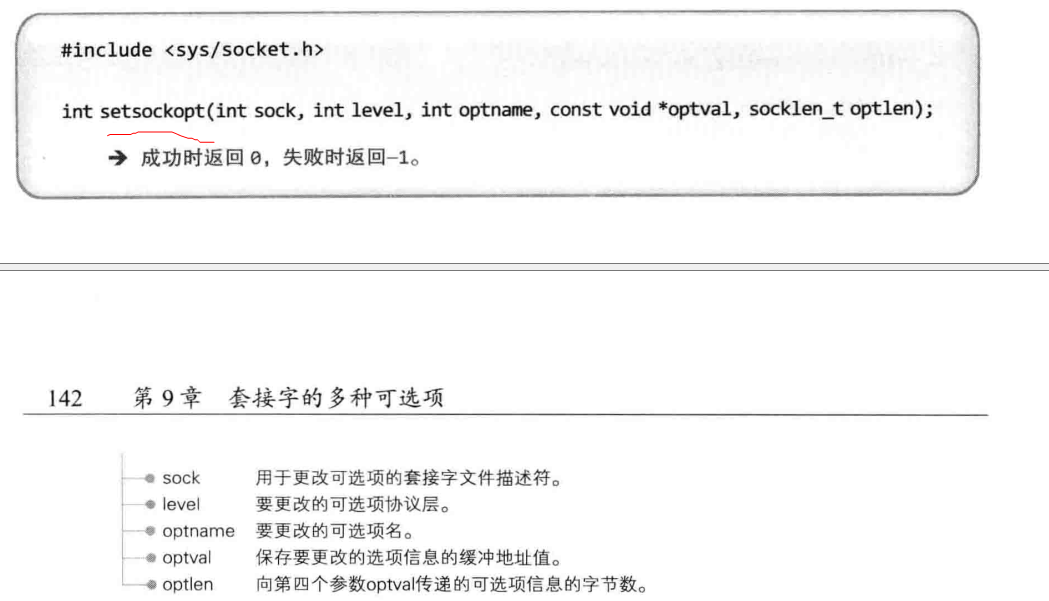 #include <sys/socket.h>
int setsockopt(int sock, int level, int optname, const void *optval, socklen_t optlen);
➔ 成功时返回 0，失败时返回–1。
142 第 9 章 套接字的多种可选项
sock 用于更改可选项的套接字文件描述符。
level 要更改的可选项协议层。
optname 要更改的可选项名。
optval 保存要更改的选项信息的缓冲地址值。
optlen 向第四个参数optval传递的可选项信息的字节数。